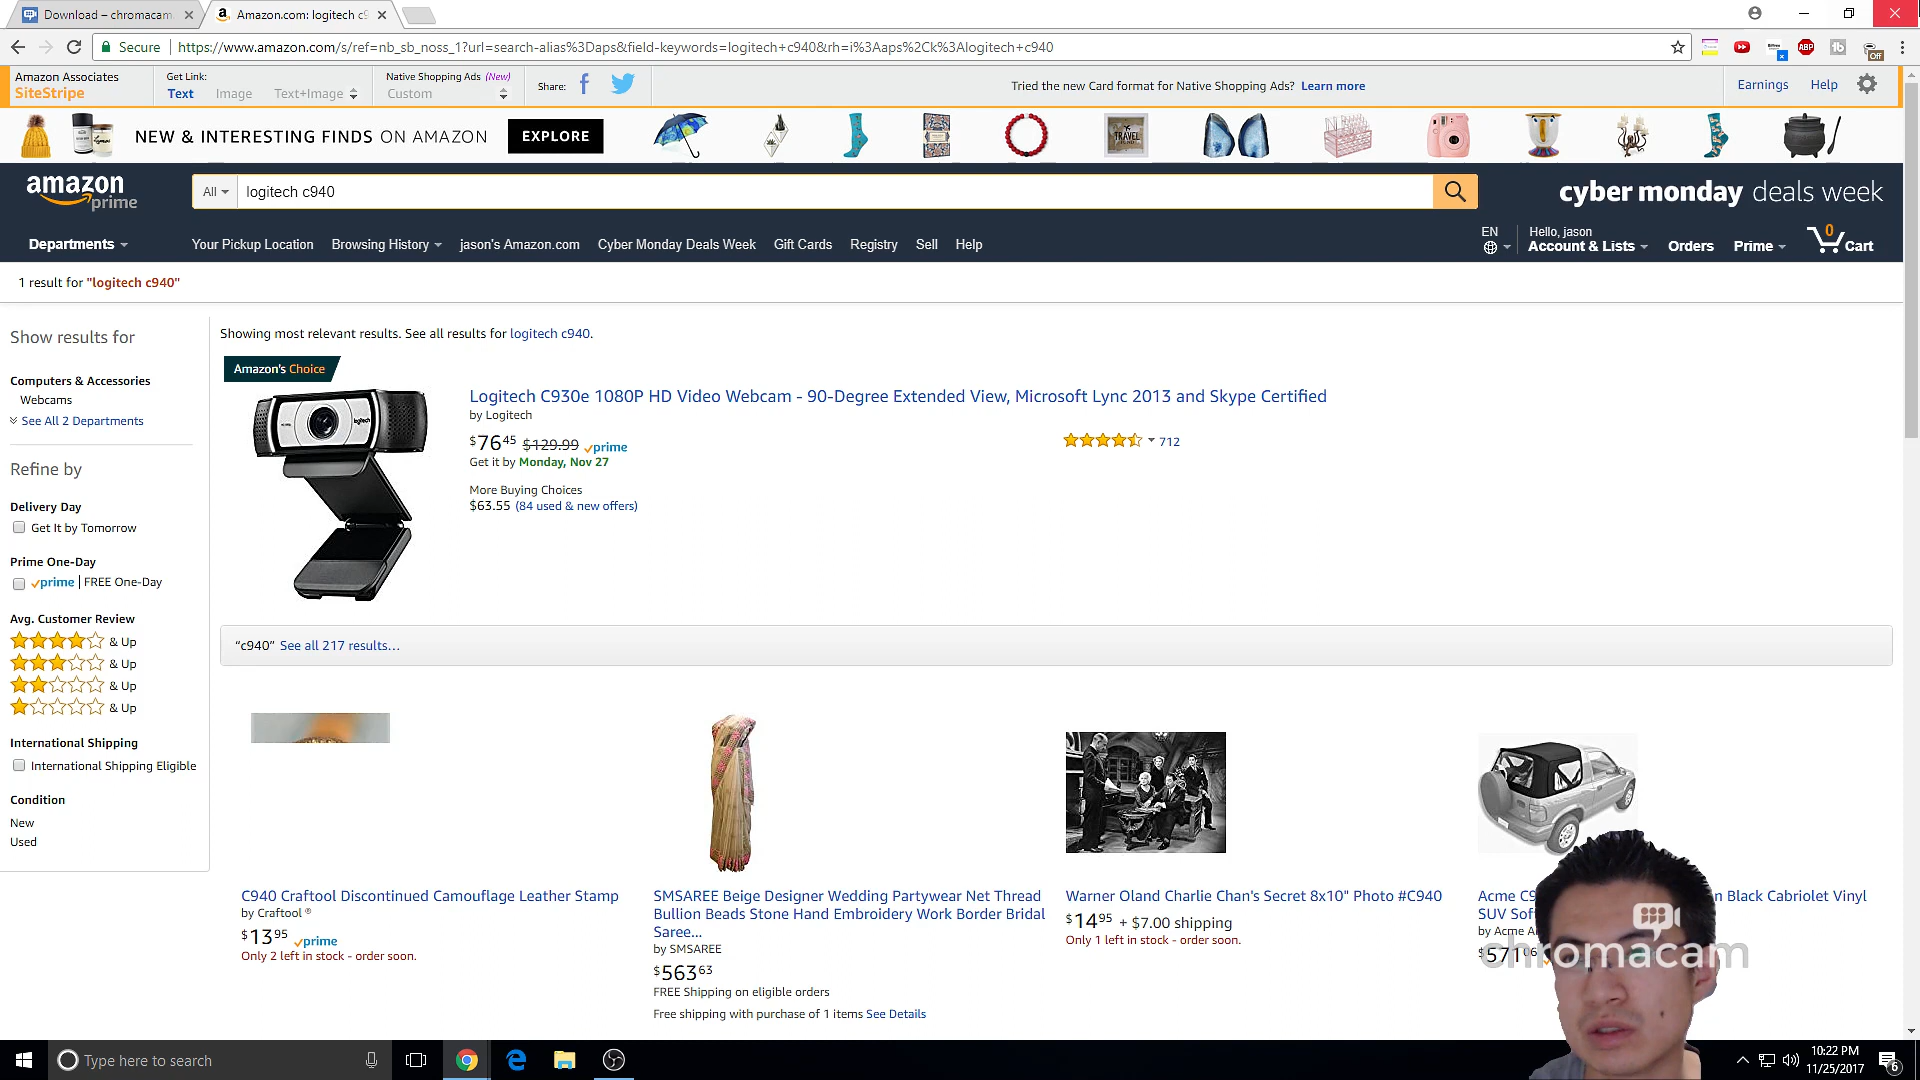 Download – chromacam
Amazon.com: logitech c9
Secure
https://www.amazon.com/s/ref=nb_sb_noss_1?url=search-alias%3Daps&field-keywords=logitech+c940&rh=i%3Aaps%2Ck%3Alogitech+c940
ABP
Off
Amazon Associates
SiteStripe
Get Link:
Text
Image
Text+Image
Native Shopping Ads (New)
Custom
Share:
Tried the new Card format for Native Shopping Ads? Learn more
Earnings
Help
NEW & INTERESTING FINDS ON AMAZON
EXPLORE
TRAVEL
amazon
prime
All
logitech c940
cyber monday deals week
Departments
Your Pickup Location
Browsing History
jason's Amazon.com
Cyber Monday Deals Week
Gift Cards
Registry
Sell
Help
EN
Hello, jason
Account & Lists
Orders
Prime
0
Cart
1 result for "logitech c940"
Show results for
Computers & Accessories
Webcams
See All 2 Departments
Refine by
Delivery Day
Get It by Tomorrow
Prime One-Day
prime | FREE One-Day
Avg. Customer Review
& Up
& Up
& Up
& Up
International Shipping
International Shipping Eligible
Condition
New
Used
Showing most relevant results. See all results for logitech c940.
Amazon's Choice
logitech
Logitech C930e 1080P HD Video Webcam - 90-Degree Extended View, Microsoft Lync 2013 and Skype Certified
by Logitech
$76 45 $129.99 prime
712
Get it by Monday, Nov 27
More Buying Choices
$63.55 (84 used & new offers)
“c940” See all 217 results...
C940 Craftool Discontinued Camouflage Leather Stamp
by Craftool ®
$13 95 prime
Only 2 left in stock - order soon.
SMSAREE Beige Designer Wedding Partywear Net Thread
Bullion Beads Stone Hand Embroidery Work Border Bridal
Saree...
by SMSAREE
$563 63
FREE Shipping on eligible orders
Free shipping with purchase of 1 items See Details
Warner Oland Charlie Chan's Secret 8x10" Photo #C940
$14 95 + $7.00 shipping
Only 1 left in stock - order soon.
Acme C9
n Black Cabriolet Vinyl
SUV Sof
by Acme A
$571 06
chromacam
Type here to search
10:22 PM
11/25/2017
6